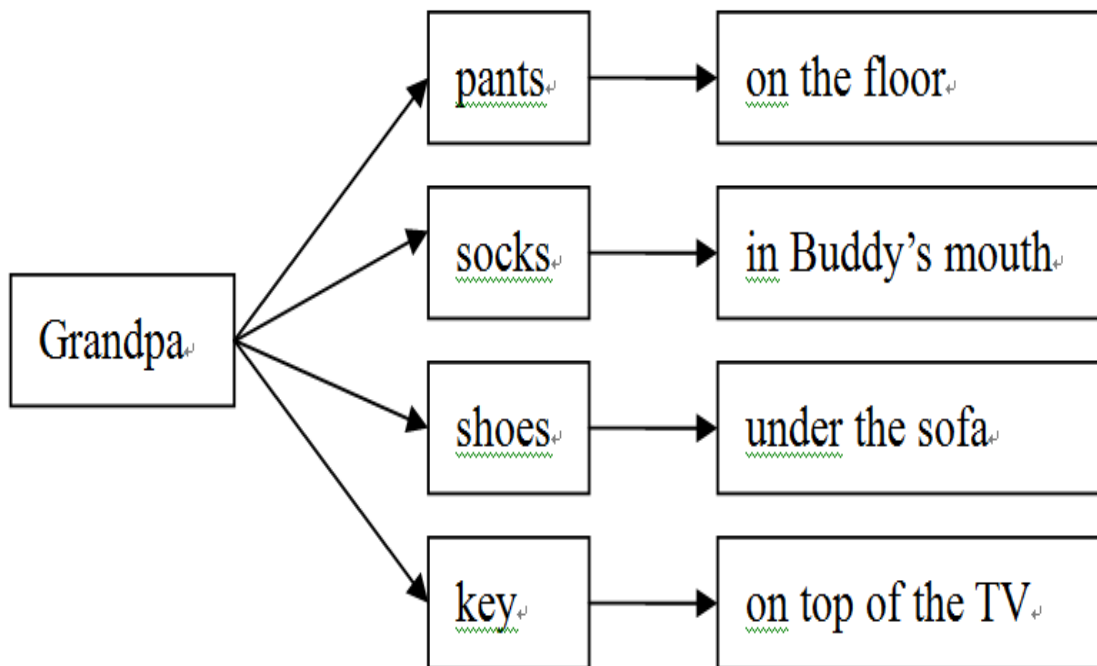 pants
on the floor
socks
in Buddy’s mouth
Grandpa
shoes
under the sofa
key
on top of the TV